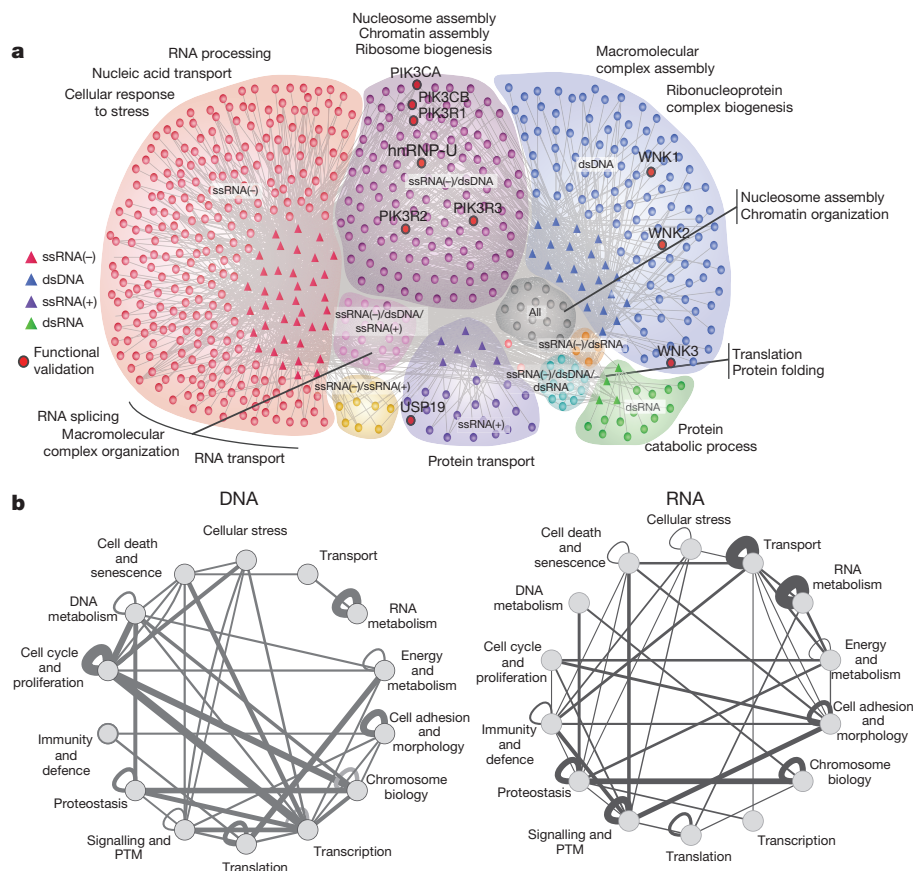 a
Nucleosome assembly
Chromatin assembly
Ribosome biogenesis
RNA processing
Nucleic acid transport
Cellular response
to stress
Macromolecular
complex assembly
Ribonucleoprotein
complex biogenesis
PIK3CA
PIK3CB
PIK3R1
hnRNP-U
ssRNA(–)/dsDNA
PIK3R2
PIK3R3
ssRNA(–)
dsDNA
WNK1
WNK2
WNK3
Nucleosome assembly
Chromatin organization
ssRNA(–)
dsDNA
ssRNA(+)
dsRNA
Functional
validation
ssRNA(–)/dsDNA/
ssRNA(+)
All
ssRNA(–)/dsRNA
ssRNA(–)/dsDNA/
dsRNA
ssRNA(–)/ssRNA(+)
USP19
ssRNA(+)
dsRNA
Translation
Protein folding
RNA splicing
Macromolecular
complex organization
RNA transport
Protein transport
Protein
catabolic process
b
DNA
Cellular stress
Cell death and
senescence
Transport
DNA
metabolism
RNA
metabolism
Cell cycle
and
proliferation
Energy and
metabolism
Cell adhesion
and
morphology
Immunity
and
defence
Chromosome
biology
Proteostasis
Signalling and
PTM
Translation
Transcription
RNA
Cellular stress
Cell death and
senescence
Transport
DNA
metabolism
RNA
metabolism
Cell cycle
and
proliferation
Energy
and
metabolism
Cell adhesion
and
morphology
Immunity
and
defence
Chromosome
biology
Proteostasis
Signalling and
PTM
Translation
Transcription